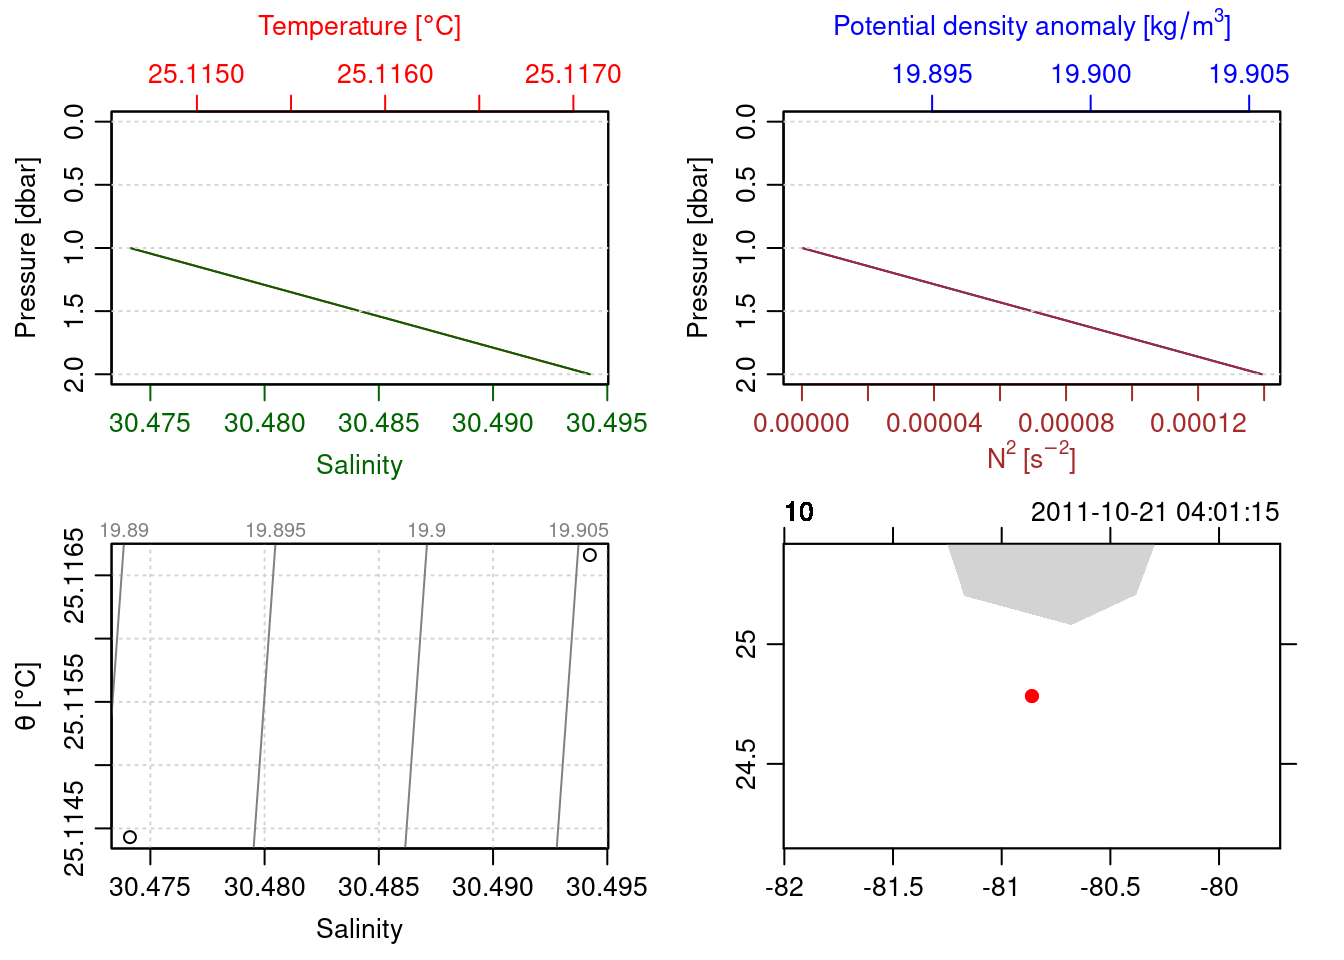 Temperature [°C]
25.1150 25.1160 25.1170
Pressure [dbar]
0.0 0.5 1.0 1.5 2.0
30.475 30.480 30.485 30.490 30.495
Salinity
Potential density anomaly [kg/m³]
19.895 19.900 19.905
Pressure [dbar]
0.0 0.5 1.0 1.5 2.0
0.00000 0.00004 0.00008 0.00012
N² [s⁻²]
19.89 19.895 19.9 19.905
θ [°C]
25.1145 25.1155 25.1165
30.475 30.480 30.485 30.490 30.495
Salinity
10 2011-10-21 04:01:15
25
24.5
-82 -81.5 -81 -80.5 -80